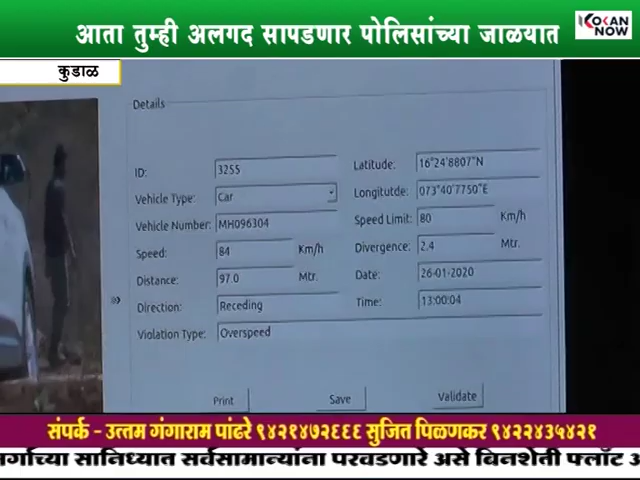 आता तुम्ही अलगद सापडणार पोलिसांच्या जाळयात
KOKAN NOW
कुडाळ
Details
ID: 3255
Latitude: 16°24'8807"N
Vehicle Type: Car
Longitutde: 073°40'7750"E
Vehicle Number: MH096304
Speed Limit: 80 Km/h
Speed: 84 Km/h
Divergence: 2.4 Mtr.
Distance: 97.0 Mtr.
Date: 26-01-2020
Direction: Receding
Time: 13:00:04
Violation Type: Overspeed
Print Save Validate
संपर्क - उत्तम गंगाराम पांढरे ९४२१४७२६६६ सुजित पिळणकर ९४२२४३५४२१
र्गाच्या सानिध्यात सर्वसामान्यांना परवडणारे असे बिनशेती फ्लॉट